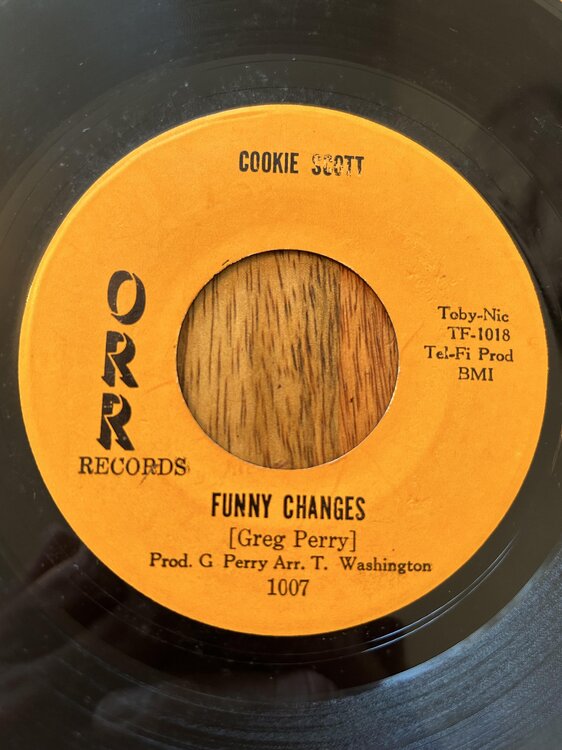 COOKIE SCOTT
ORR
RECORDS
Toby-Nic
TF-1018
Tel-Fi Prod
BMI
FUNNY CHANGES
[Greg Perry]
Prod. G Perry Arr. T. Washington
1007